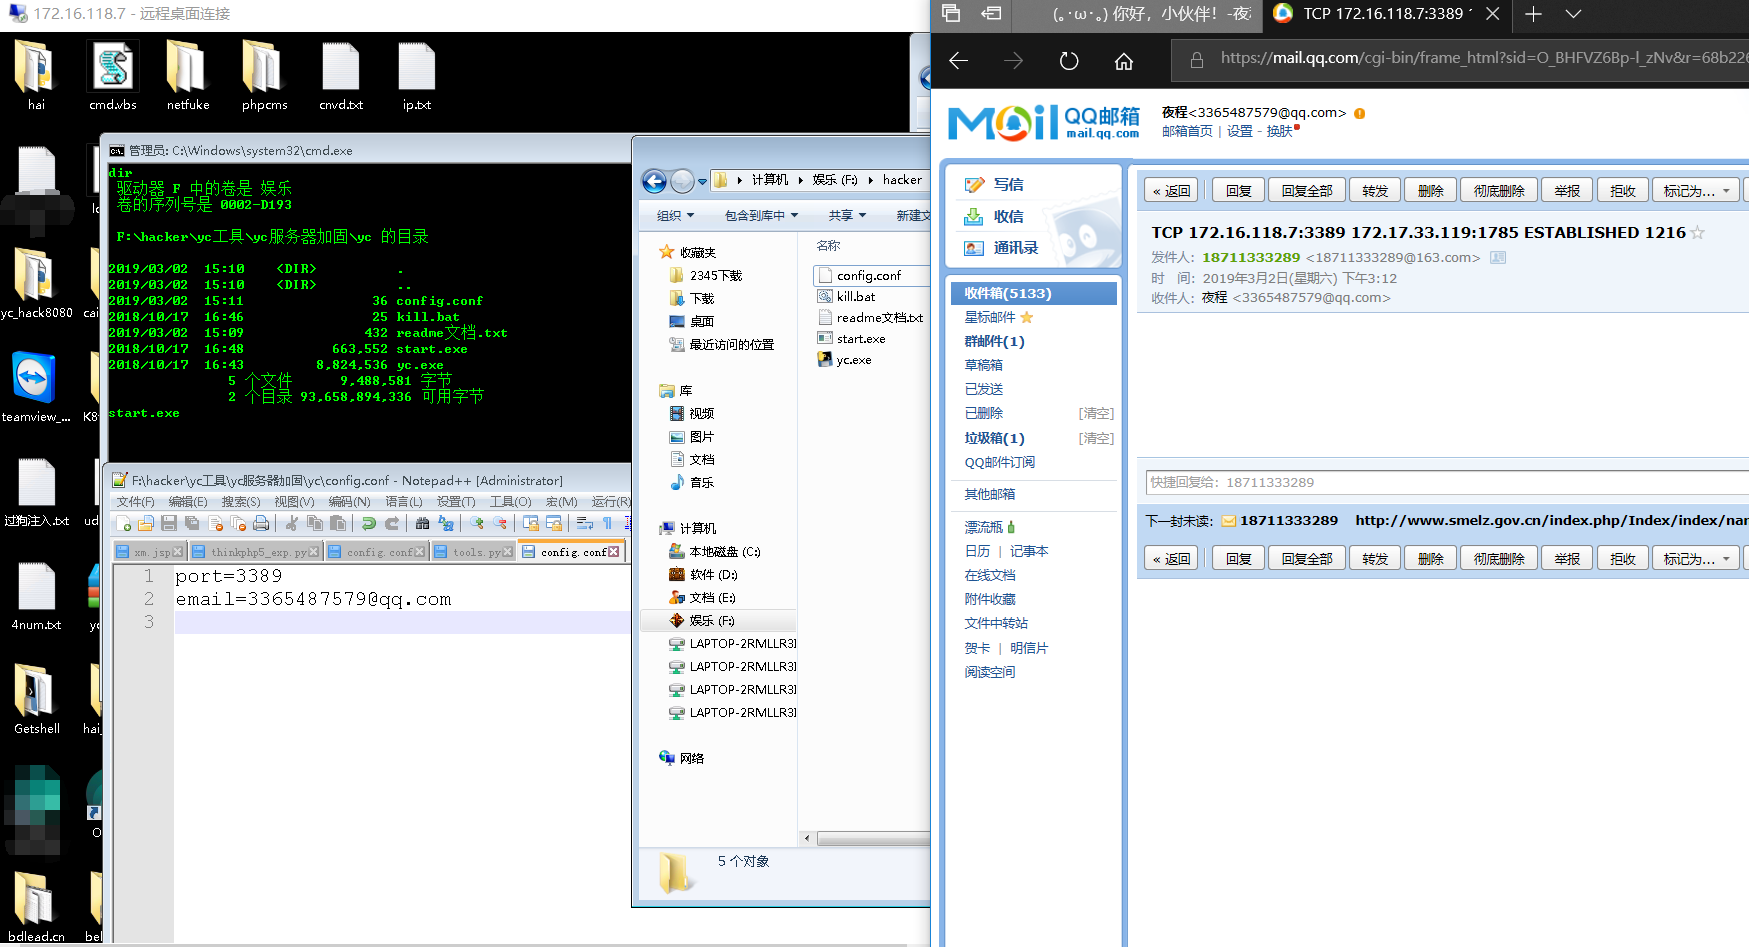 172.16.118.7 - 远程桌面连接
hai
cmd.vbs
netfuke
phpcms
cnvd.txt
ip.txt
yc_hack8080
cai
teamview_...
K8
过狗注入.txt
ud
4num.txt
yc
Getshell
hai_
bdlead.cn
bel
管理员: C:\Windows\system32\cmd.exe
dir
驱动器 F 中的卷是 娱乐
卷的序列号是 0002-D193
F:\hacker\yc工具\yc服务器加固\yc 的目录
2019/03/02  15:10    <DIR>          .
2019/03/02  15:10    <DIR>          ..
2019/03/02  15:11                36 config.conf
2018/10/17  16:46                25 kill.bat
2019/03/02  15:09               432 readme文档.txt
2018/10/17  16:48           663,552 start.exe
2018/10/17  16:43         8,824,536 yc.exe
5 个文件      9,488,581 字节
2 个目录 93,658,894,336 可用字节
start.exe
F:\hacker\yc工具\yc服务器加固\yc\config.conf - Notepad++ [Administrator]
文件(F) 编辑(E) 搜索(S) 视图(V) 编码(N) 语言(L) 设置(T) 工具(O) 宏(M) 运行(R)
xm.jsp thinkphp5_exp.py config.conf tools.py config.conf
1 port=3389
2 email=3365487579@qq.com
3
计算机 娱乐 (F:) hacker
组织 包含到库中 共享 新建文
收藏夹
2345下载
下载
桌面
最近访问的位置
库
视频
图片
文档
音乐
计算机
本地磁盘 (C:)
软件 (D:)
文档 (E:)
娱乐 (F:)
LAPTOP-2RMLLR3I
LAPTOP-2RMLLR3I
LAPTOP-2RMLLR3I
LAPTOP-2RMLLR3I
网络
名称
config.conf
kill.bat
readme文档.txt
start.exe
yc.exe
5 个对象
(｡･ω･｡) 你好，小伙伴！-夜
TCP 172.16.118.7:3389
https://mail.qq.com/cgi-bin/frame_html?sid=O_BHFVZ6Bp-l_zNv&r=68b226
Mail QQ邮箱
mail.qq.com
夜程<3365487579@qq.com>
邮箱首页 | 设置 - 换肤
写信
收信
通讯录
收件箱(5133)
星标邮件
群邮件(1)
草稿箱
已发送
已删除 [清空]
垃圾箱(1) [清空]
QQ邮件订阅
其他邮箱
漂流瓶
日历 | 记事本
在线文档
附件收藏
文件中转站
贺卡 | 明信片
阅读空间
« 返回 回复 回复全部 转发 删除 彻底删除 举报 拒收 标记为...
TCP 172.16.118.7:3389 172.17.33.119:1785 ESTABLISHED 1216
发件人: 18711333289 <18711333289@163.com>
时 间: 2019年3月2日(星期六) 下午3:12
收件人: 夜程 <3365487579@qq.com>
快捷回复给: 18711333289
下一封未读: 18711333289 http://www.smelz.gov.cn/index.php/Index/index/nam
« 返回 回复 回复全部 转发 删除 彻底删除 举报 拒收 标记为...